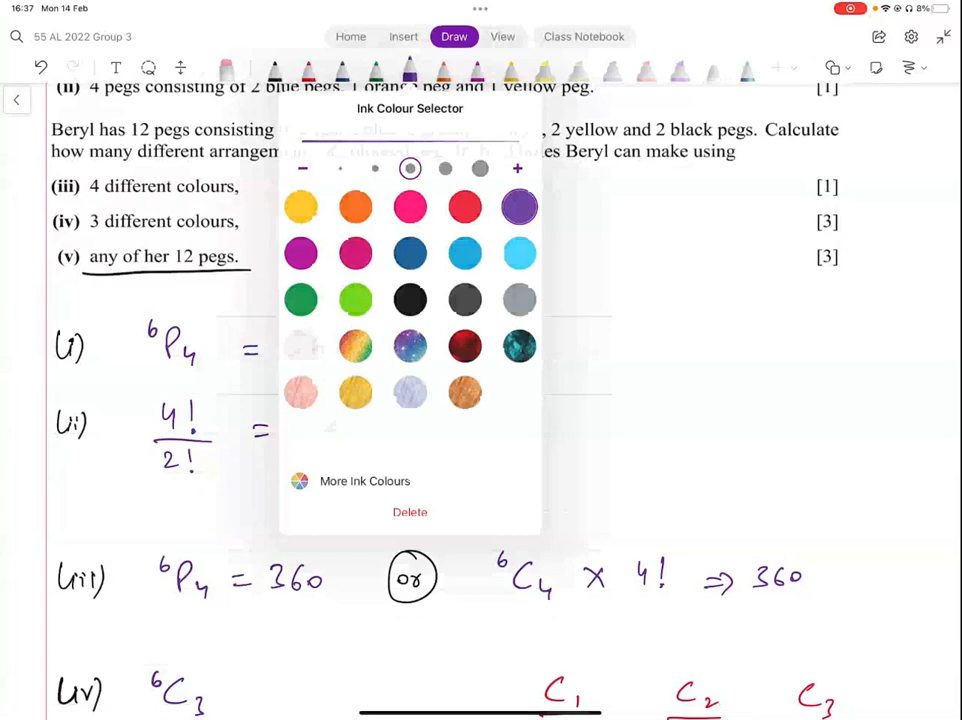 16:37 Mon 14 Feb
8%
55 AL 2022 Group 3
Home Insert Draw View Class Notebook
(ii) 4 pegs consisting of 2 blue pegs, 1 orange peg and 1 yellow peg. [1]
Ink Colour Selector
Beryl has 12 pegs consisting , 2 yellow and 2 black pegs. Calculate
how many different arrangem es Beryl can make using
(iii) 4 different colours, [1]
(iv) 3 different colours, [3]
(v) any of her 12 pegs. [3]
(i) ⁶P₄ =
(ii) 4! / 2! =
More Ink Colours
Delete
(iii) ⁶P₄ = 360 or ⁶C₄ × 4! ⇒ 360
(iv) ⁶C₃ C₁ C₂ C₃